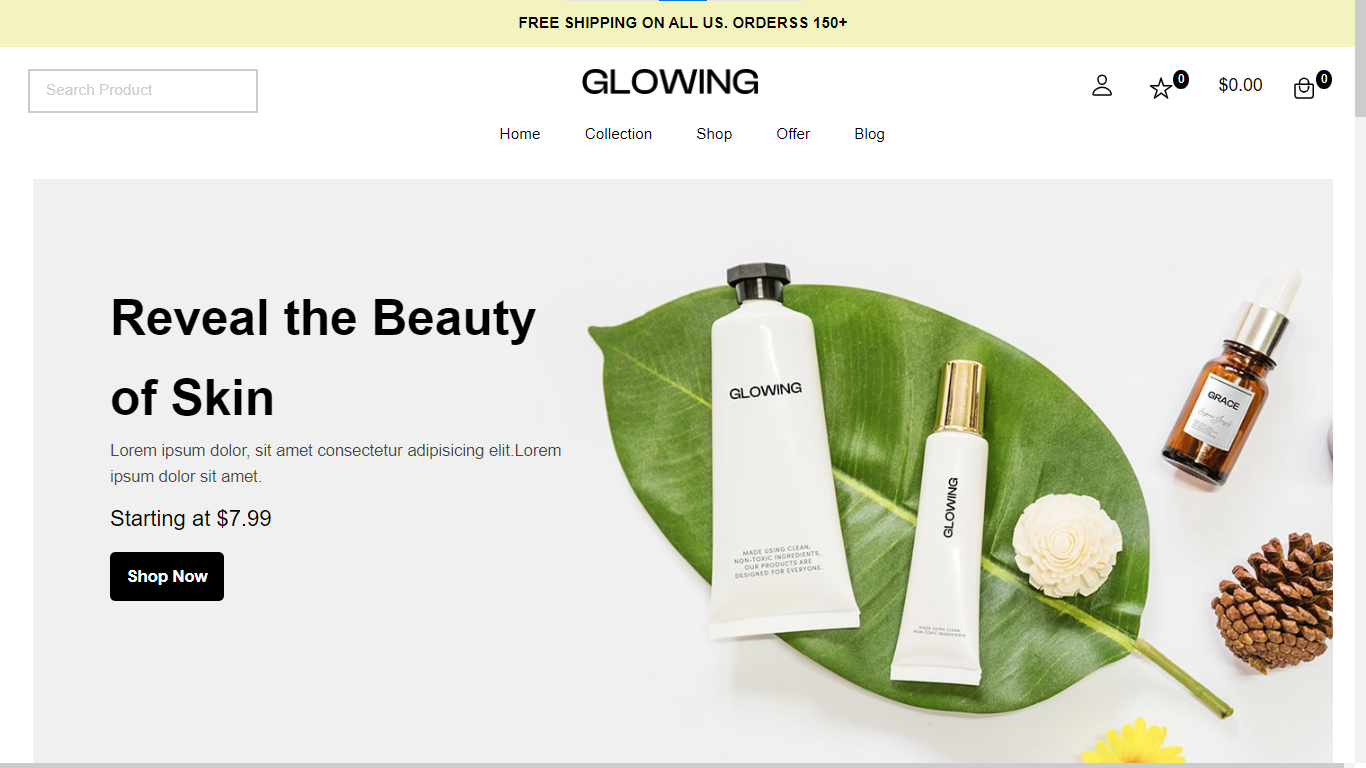 FREE SHIPPING ON ALL US. ORDERSS 150+
Search Product
GLOWING
0
$0.00
0
Home
Collection
Shop
Offer
Blog
Reveal the Beauty
of Skin
Lorem ipsum dolor, sit amet consectetur adipisicing elit.Lorem
ipsum dolor sit amet.
Starting at $7.99
Shop Now
GLOWING
MADE USING CLEAN,
NON-TOXIC INGREDIENTS,
OUR PRODUCTS ARE
DESIGNED FOR EVERYONE.
GLOWING
MADE USING CLEAN,
NON-TOXIC INGREDIENTS
GRACE